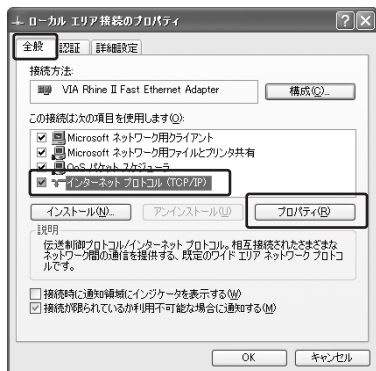 ローカル エリア接続のプロパティ
全般 認証 詳細設定
接続方法:
VIA Rhine II Fast Ethernet Adapter
構成(C)...
この接続は次の項目を使用します(O):
Microsoft ネットワーク用クライアント
Microsoft ネットワーク用ファイルとプリンタ共有
QoS パケット スケジューラ
インターネット プロトコル (TCP/IP)
インストール(N)... アンインストール(U) プロパティ(R)
説明
伝送制御プロトコル/インターネット プロトコル。相互接続されたさまざまな
ネットワーク間の通信を提供する、既定のワイド エリア ネットワーク プロトコ
ルです。
接続時に通知領域にインジケータを表示する(W)
接続が限られているか利用不可能な場合に通知する(M)
OK キャンセル